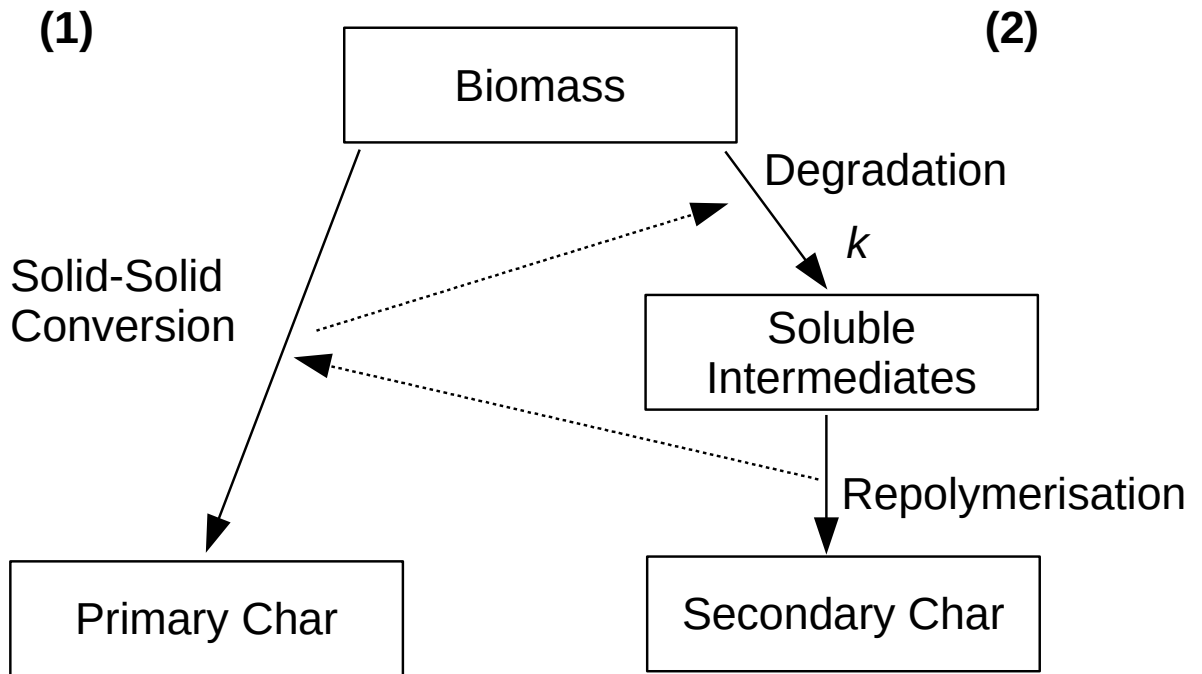 (1)
(2)
Biomass
Degradation
k
Solid-Solid
Conversion
Soluble
Intermediates
Repolymerisation
Primary Char
Secondary Char